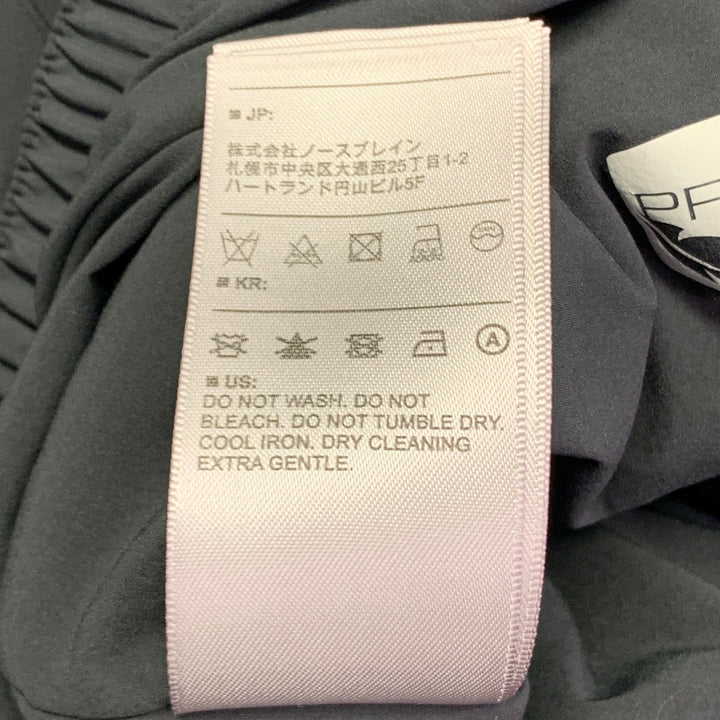 JP:
株式会社ノースブレイン
札幌市中央区大通西25丁目1-2
ハートランド円山ビル5F
KR:
A
US:
DO NOT WASH. DO NOT
BLEACH. DO NOT TUMBLE DRY.
COOL IRON. DRY CLEANING
EXTRA GENTLE.